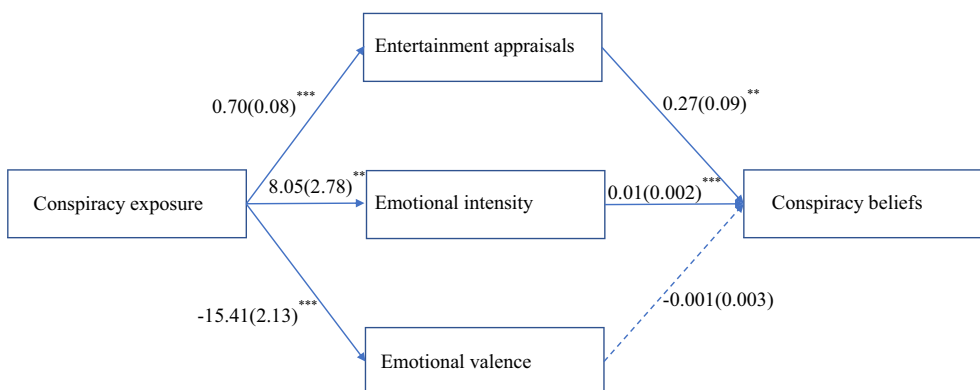 Entertainment appraisals
0.70(0.08)***
0.27(0.09)**
Conspiracy exposure
8.05(2.78)**
Emotional intensity
0.01(0.002)***
Conspiracy beliefs
-15.41(2.13)***
-0.001(0.003)
Emotional valence